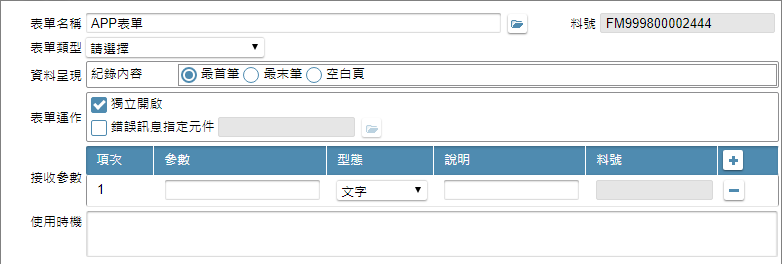 表單名稱 APP表單 料號 FM999800002444
表單類型 請選擇
資料呈現 紀錄內容 最首筆 最末筆 空白頁
表單運作 獨立開啟
錯誤訊息指定元件
接收參數 項次 參數 型態 說明 料號
1 文字
使用時機